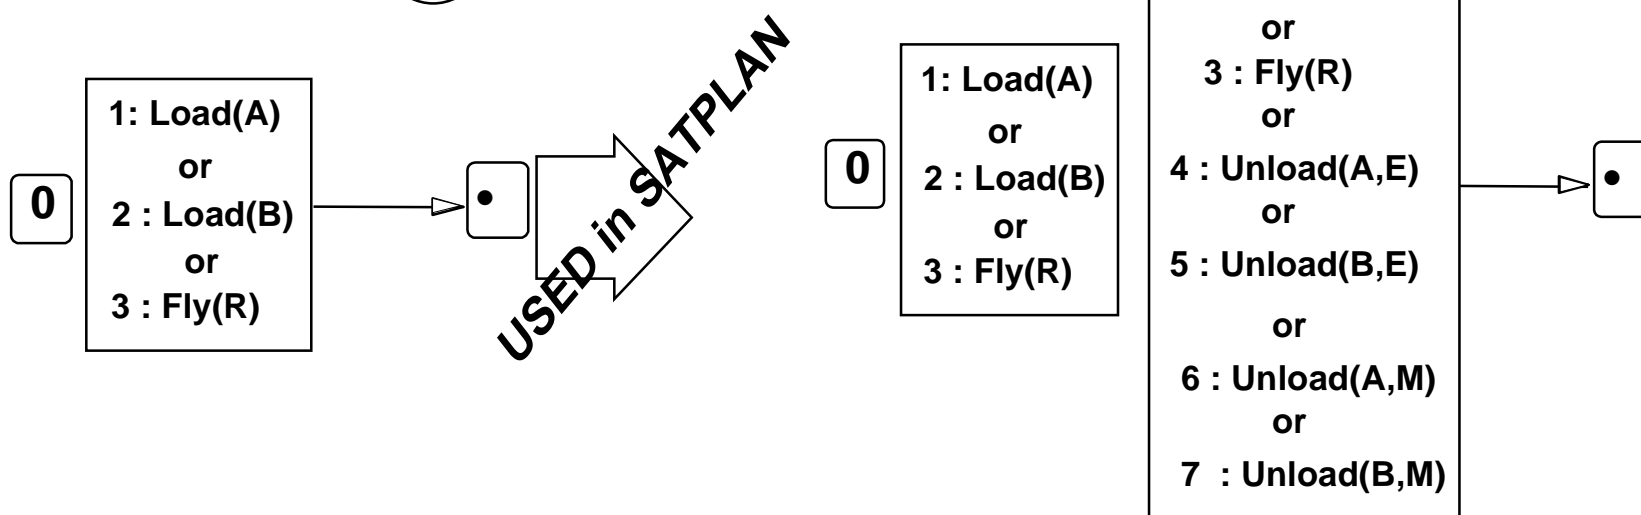 0
1: Load(A)
or
2 : Load(B)
or
3 : Fly(R)
USED in SATPLAN
0
1: Load(A)
or
2 : Load(B)
or
3 : Fly(R)
or
3 : Fly(R)
or
4 : Unload(A,E)
or
5 : Unload(B,E)
or
6 : Unload(A,M)
or
7 : Unload(B,M)